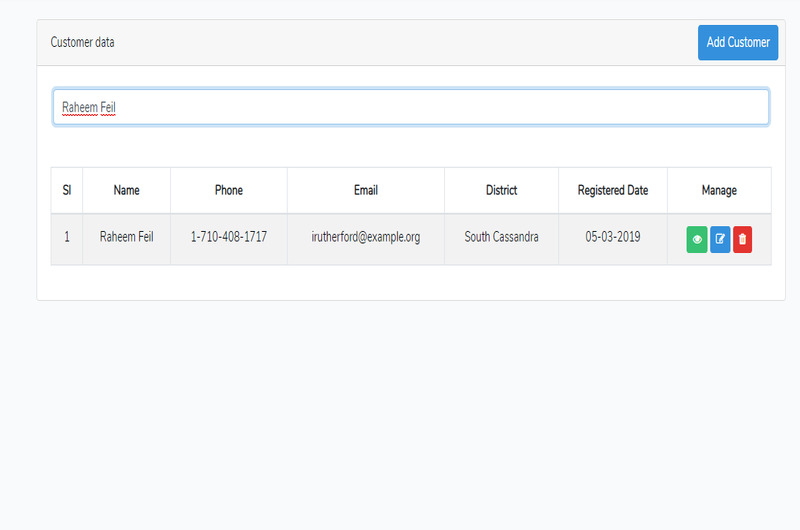 Customer data Add Customer
Raheem Feil
Sl Name Phone Email District Registered Date Manage
1 Raheem Feil 1-710-408-1717 irutherford@example.org South Cassandra 05-03-2019